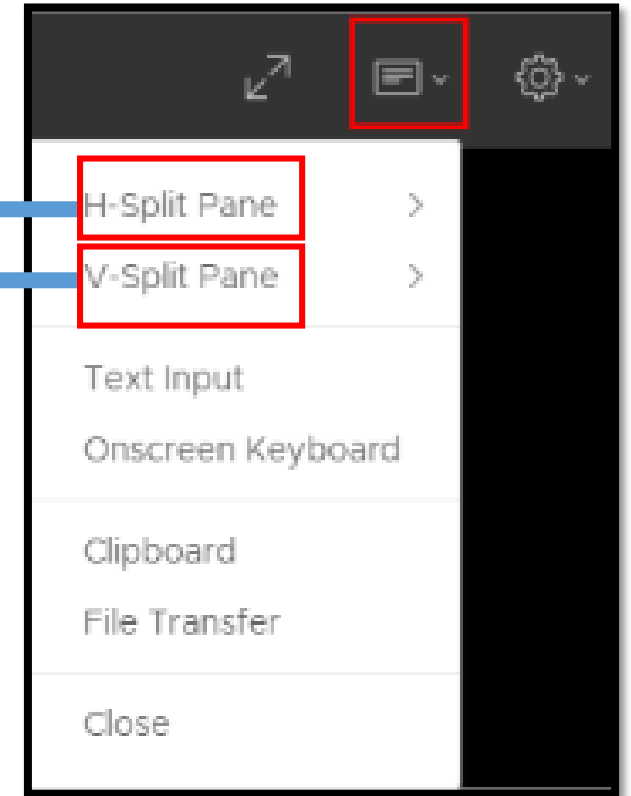 H-Split Pane
V-Split Pane
Text Input
Onscreen Keyboard
Clipboard
File Transfer
Close